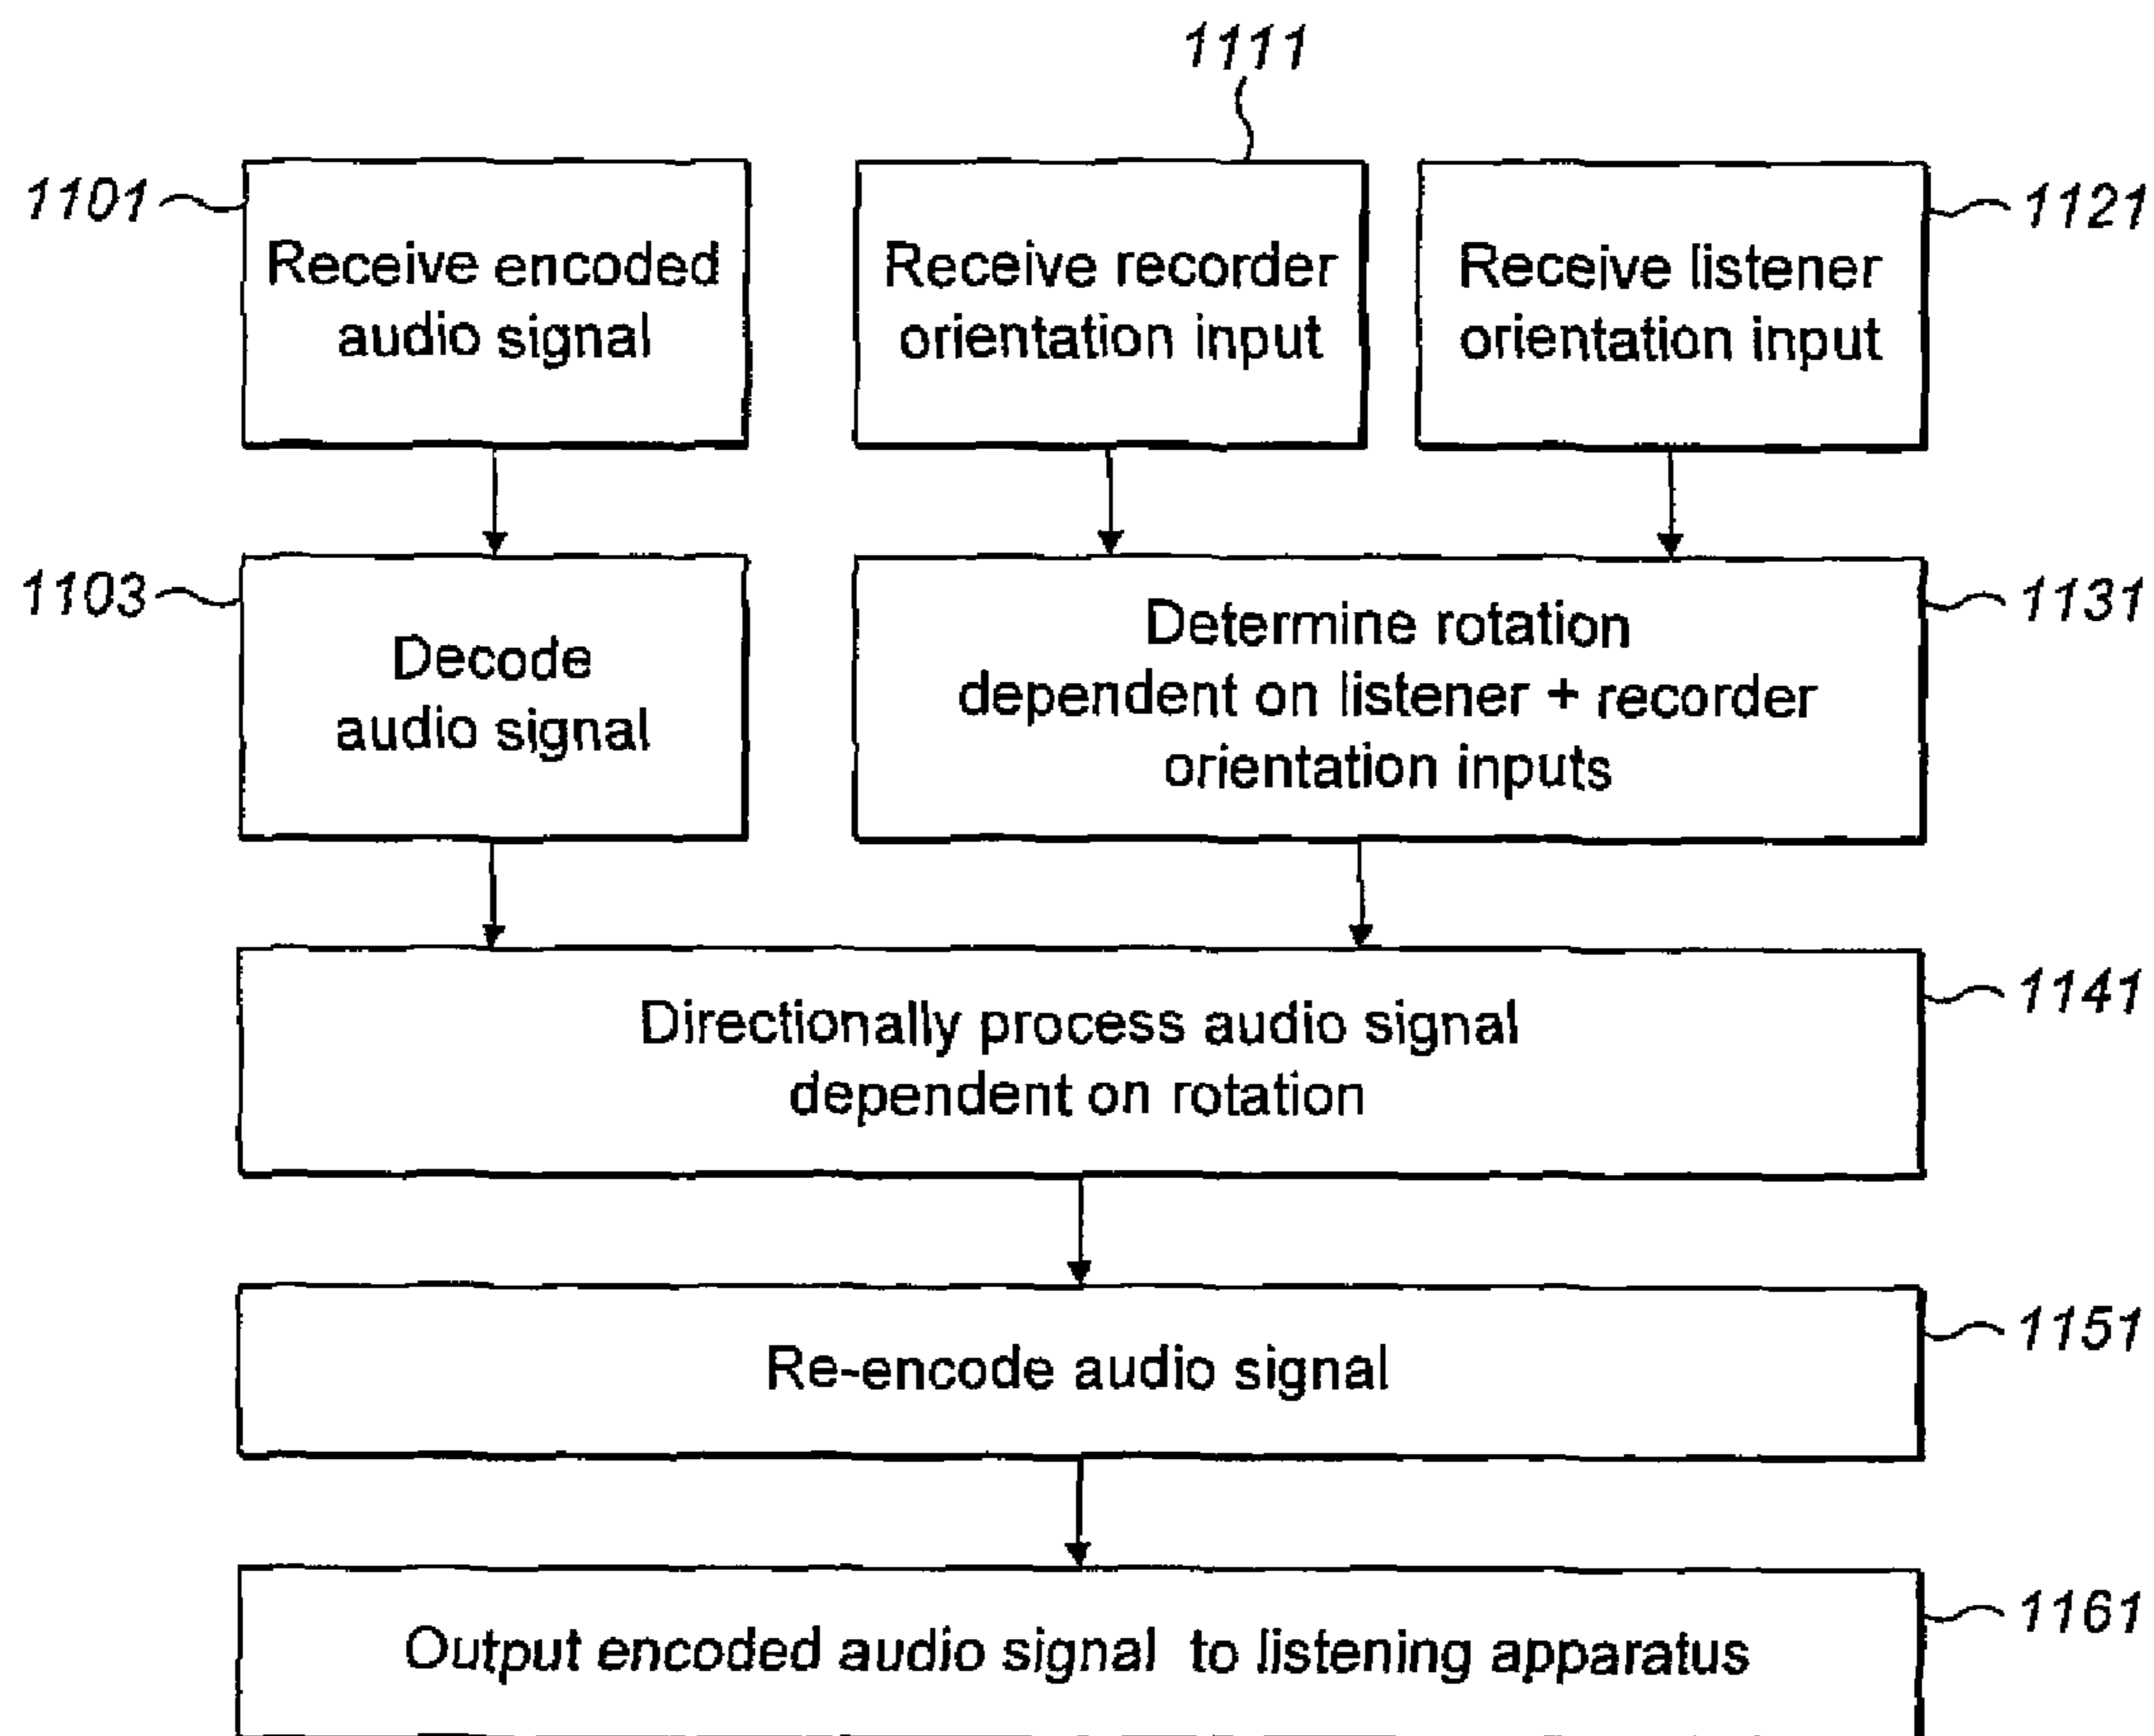 1111
1101
Receive encoded
audio signal
Receive recorder
orientation input
Receive listener
orientation input
1121
1103
Decode
audio signal
Determine rotation
dependent on listener + recorder
orientation inputs
1131
Directionally process audio signal
dependent on rotation
1141
Re-encode audio signal
1151
Output encoded audio signal to listening apparatus
1161